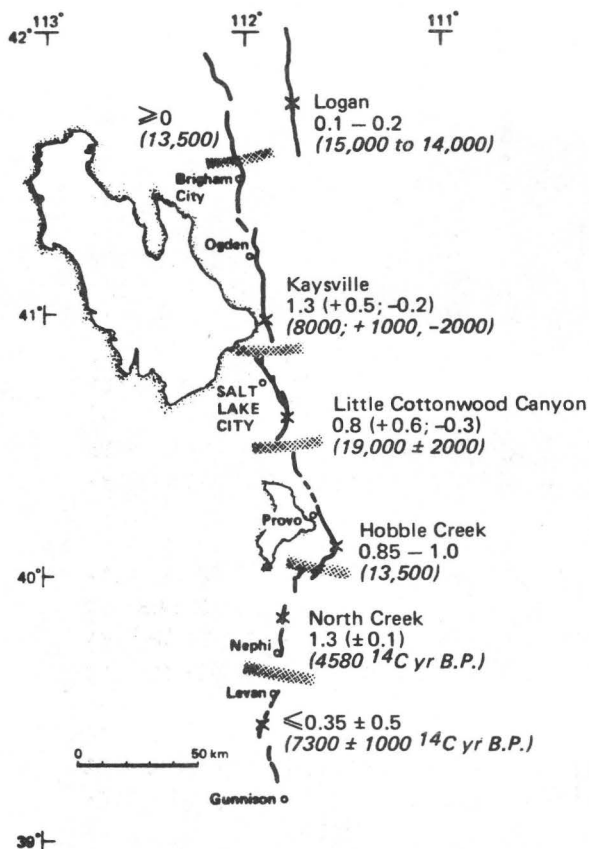 113°
112°
111°
42°
Logan
0.1 – 0.2
(15,000 to 14,000)
⩾0
(13,500)
Brigham
City
Ogden
Kaysville
1.3 (+0.5; –0.2)
(8000; + 1000, –2000)
41°
SALT
LAKE
CITY
Little Cottonwood Canyon
0.8 (+0.6; –0.3)
(19,000 ± 2000)
Provo
Hobble Creek
0.85 – 1.0
(13,500)
40°
North Creek
1.3 (±0.1)
(4580 ¹⁴C yr B.P.)
Nephi
Levan
⩽0.35 ± 0.5
(7300 ± 1000 ¹⁴C yr B.P.)
0 50 km
Gunnison
39°